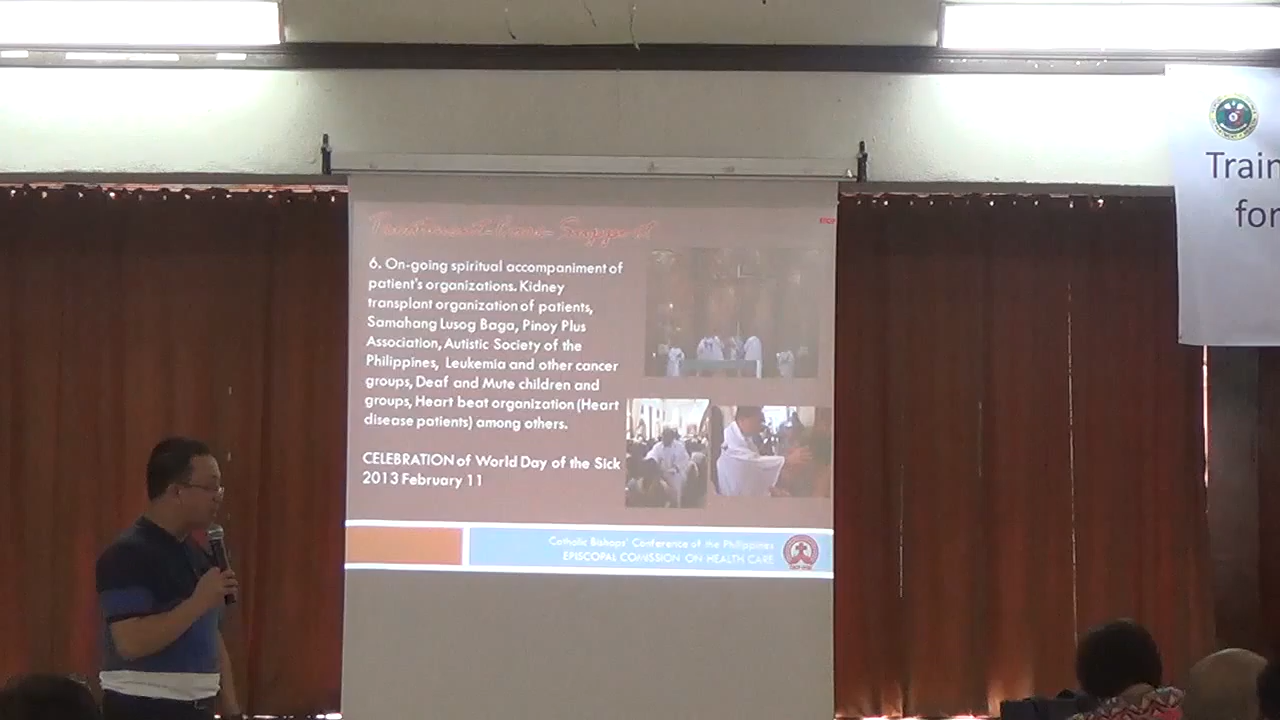 Treatment-Care-Support
6. On-going spiritual accompaniment of
patient's organizations. Kidney
transplant organization of patients,
Samahang Lusog Baga, Pinoy Plus
Association, Autistic Society of the
Philippines, Leukemia and other cancer
groups, Deaf and Mute children and
groups, Heart beat organization (Heart
disease patients) among others.
CELEBRATION of World Day of the Sick
2013 February 11
Catholic Bishops' Conference of the Philippines
EPISCOPAL COMISSION ON HEALTH CARE
Train
for